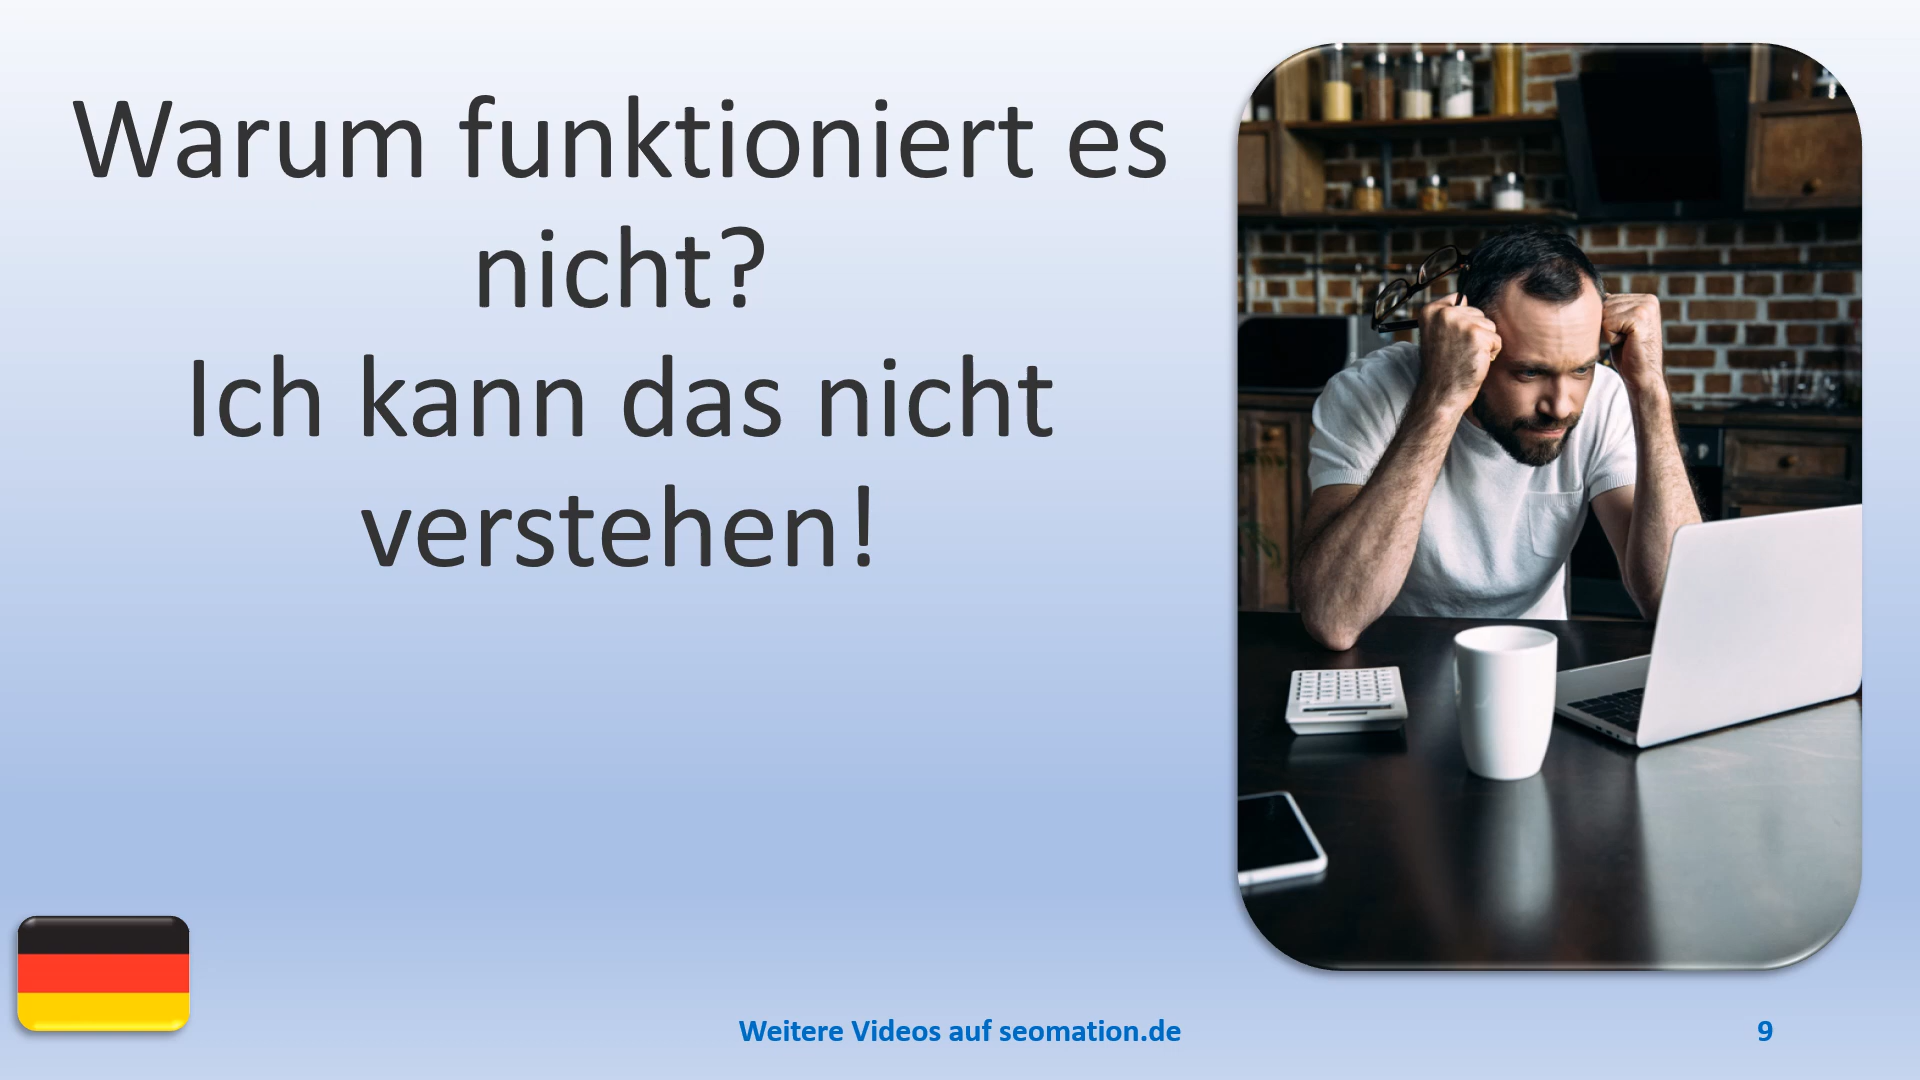 Warum funktioniert es
nicht?
Ich kann das nicht
verstehen!
Weitere Videos auf seomation.de
9